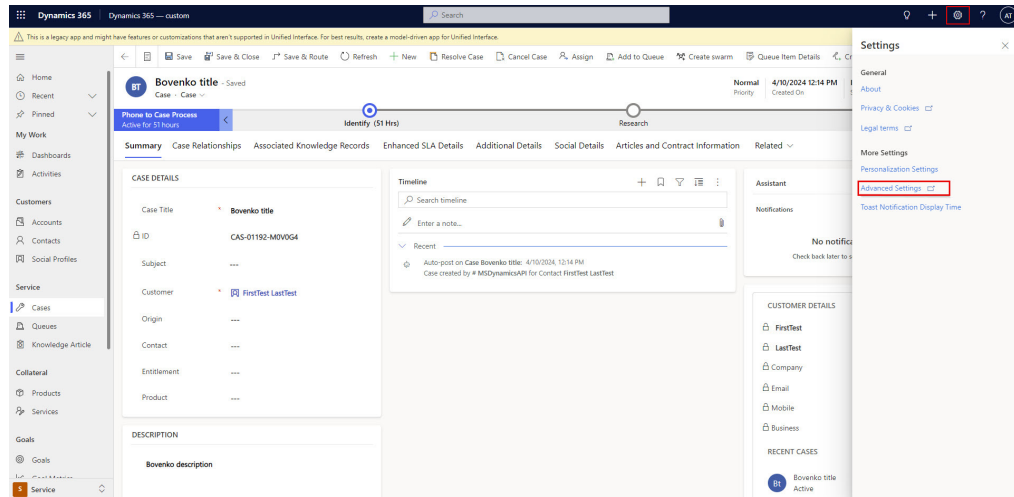 Dynamics 365
Dynamics 365 — custom
Search
AT
This is a legacy app and might have features or customizations that aren't supported in Unified Interface. For best results, create a model-driven app for Unified Interface.
Save
Save & Close
Save & Route
Refresh
New
Resolve Case
Cancel Case
Assign
Add to Queue
Create swarm
Queue Item Details
Home
Recent
Pinned
My Work
Dashboards
Activities
Customers
Accounts
Contacts
Social Profiles
Service
Cases
Queues
Knowledge Article
Collateral
Products
Services
Goals
Goals
S Service
BT
Bovenko title - Saved
Case · Case
Normal
Priority
4/10/2024 12:14 PM
Created On
Phone to Case Process
Active for 51 hours
Identify (51 Hrs)
Research
Summary
Case Relationships
Associated Knowledge Records
Enhanced SLA Details
Additional Details
Social Details
Articles and Contract Information
Related
CASE DETAILS
Case Title * Bovenko title
ID CAS-01192-M0V0G4
Subject ---
Customer * FirstTest LastTest
Origin ---
Contact ---
Entitlement ---
Product ---
DESCRIPTION
Bovenko description
Timeline
Search timeline
Enter a note...
Recent
Auto-post on Case Bovenko title: 4/10/2024, 12:14 PM
Case created by # MSDynamicsAPI for Contact FirstTest LastTest
Assistant
Notifications
No notifica
Check back later to s
CUSTOMER DETAILS
FirstTest
LastTest
Company
Email
Mobile
Business
RECENT CASES
Bt
Bovenko title
Active
Settings
General
About
Privacy & Cookies
Legal terms
More Settings
Personalization Settings
Advanced Settings
Toast Notification Display Time